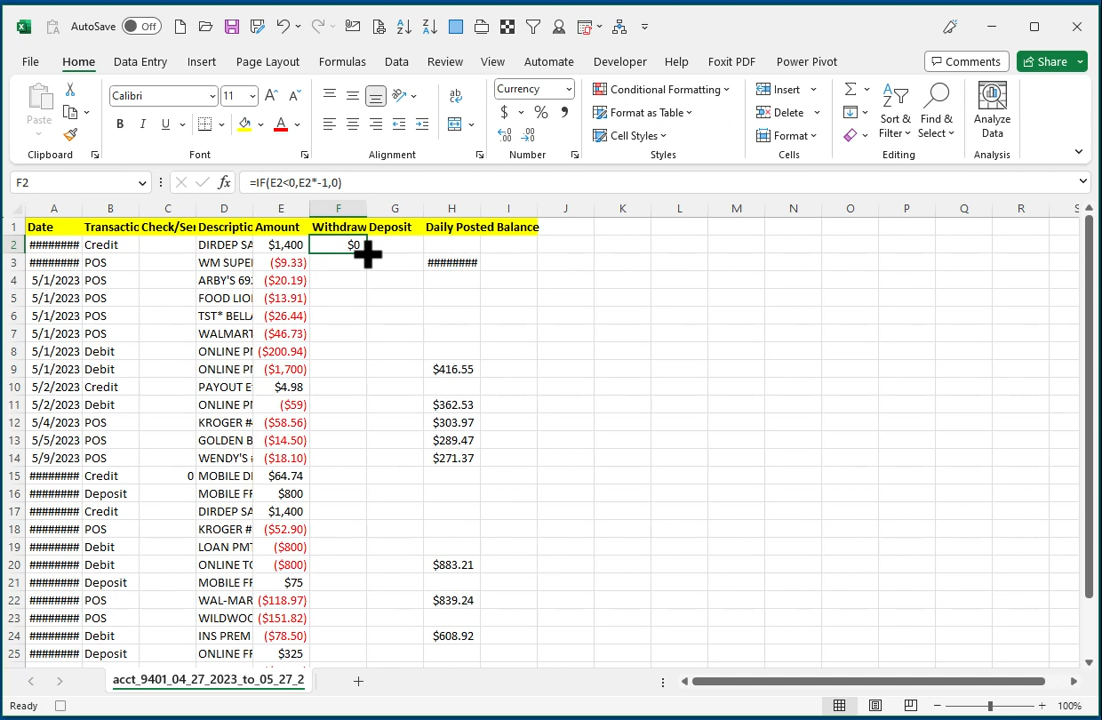 AutoSave Off
File Home Data Entry Insert Page Layout Formulas Data Review View Automate Developer Help Foxit PDF Power Pivot Comments Share
Paste Calibri 11 Currency Conditional Formatting Insert Sort & Find & Analyze
Format as Table Delete Filter Select Data
B I U A $ % , Cell Styles Format
Clipboard Font Alignment Number Styles Cells Editing Analysis
F2 fx =IF(E2<0,E2*-1,0)
A B C D E F G H I J K L M N O P Q R S
1 Date Transactic Check/Ser Descriptic Amount Withdraw Deposit Daily Posted Balance
2 ######## Credit DIRDEP SA $1,400 $0
3 ######## POS WM SUPE ($9.33) ########
4 5/1/2023 POS ARBY'S 69 ($20.19)
5 5/1/2023 POS FOOD LIO ($13.91)
6 5/1/2023 POS TST* BELL ($26.44)
7 5/1/2023 POS WALMART ($46.73)
8 5/1/2023 Debit ONLINE P ($200.94)
9 5/1/2023 Debit ONLINE P ($1,700) $416.55
10 5/2/2023 Credit PAYOUT E $4.98
11 5/2/2023 Debit ONLINE P ($59) $362.53
12 5/4/2023 POS KROGER # ($58.56) $303.97
13 5/5/2023 POS GOLDEN B ($14.50) $289.47
14 5/9/2023 POS WENDY'S ($18.10) $271.37
15 ######## Credit 0 MOBILE D $64.74
16 ######## Deposit MOBILE FF $800
17 ######## Credit DIRDEP SA $1,400
18 ######## POS KROGER # ($52.90)
19 ######## Debit LOAN PMT ($800)
20 ######## Debit ONLINE TC ($800) $883.21
21 ######## Deposit MOBILE FF $75
22 ######## POS WAL-MAR ($118.97) $839.24
23 ######## POS WILDWOC ($151.82)
24 ######## Debit INS PREM ($78.50) $608.92
25 ######## Deposit ONLINE FF $325
acct_9401_04_27_2023_to_05_27_2
Ready 100%